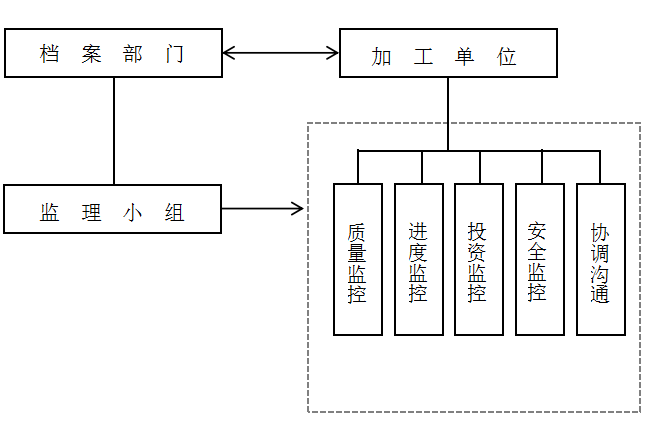 档案部门
加工单位
监理小组
质量监控
进度监控
投资监控
安全监控
协调沟通